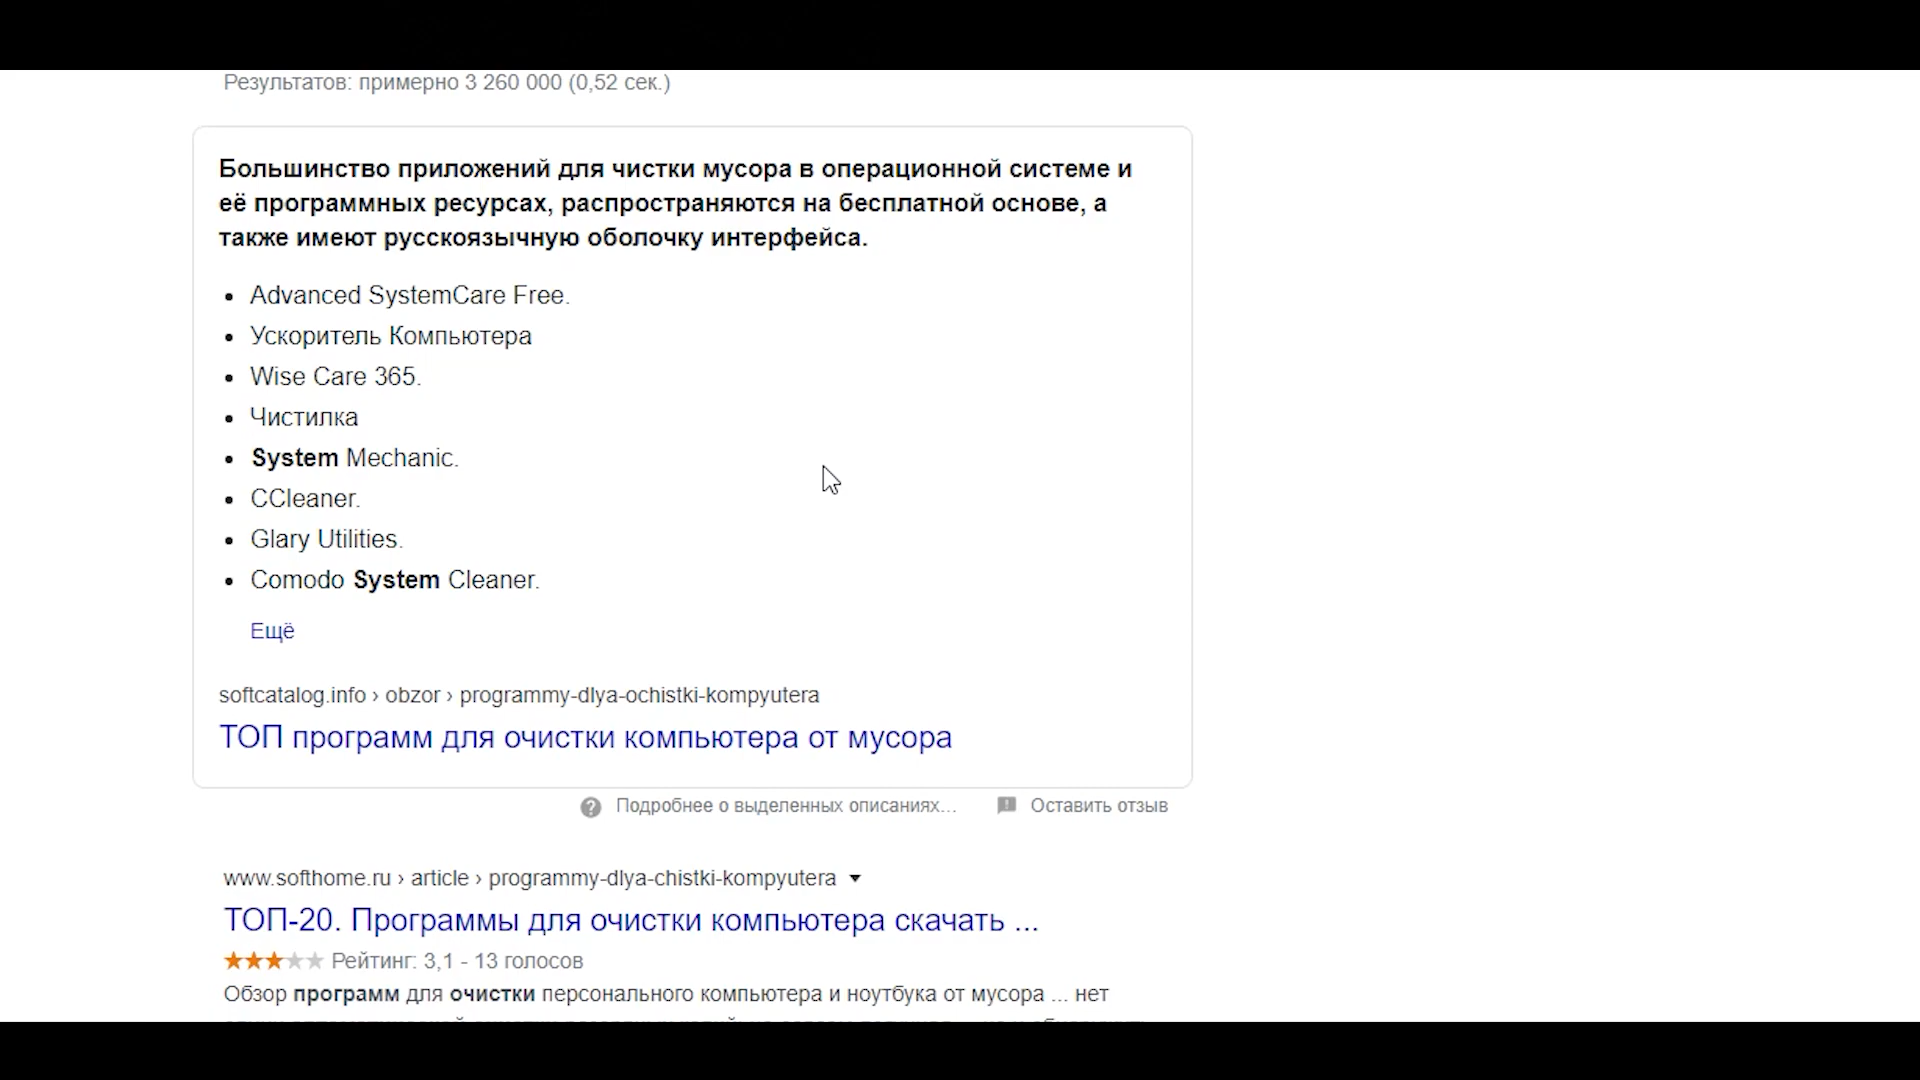 Результатов: примерно 3 260 000 (0,52 сек.)
Большинство приложений для чистки мусора в операционной системе и
её программных ресурсах, распространяются на бесплатной основе, а
также имеют русскоязычную оболочку интерфейса.
Advanced SystemCare Free.
Ускоритель Компьютера
Wise Care 365.
Чистилка
System Mechanic.
CCleaner.
Glary Utilities.
Comodo System Cleaner.
Ещё
softcatalog.info › obzor › programmy-dlya-ochistki-kompyutera
ТОП программ для очистки компьютера от мусора
Подробнее о выделенных описаниях...
Оставить отзыв
www.softhome.ru › article › programmy-dlya-chistki-kompyutera
ТОП-20. Программы для очистки компьютера скачать ...
Рейтинг: 3,1 - 13 голосов
Обзор программ для очистки персонального компьютера и ноутбука от мусора ... нет